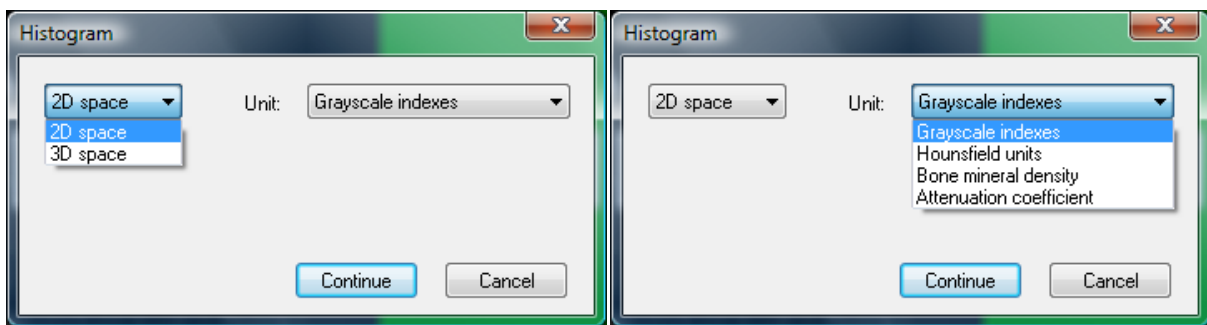 Histogram
2D space Unit: Grayscale indexes
2D space
3D space
Continue Cancel
Histogram
2D space Unit: Grayscale indexes
Grayscale indexes
Hounsfield units
Bone mineral density
Attenuation coefficient
Continue Cancel